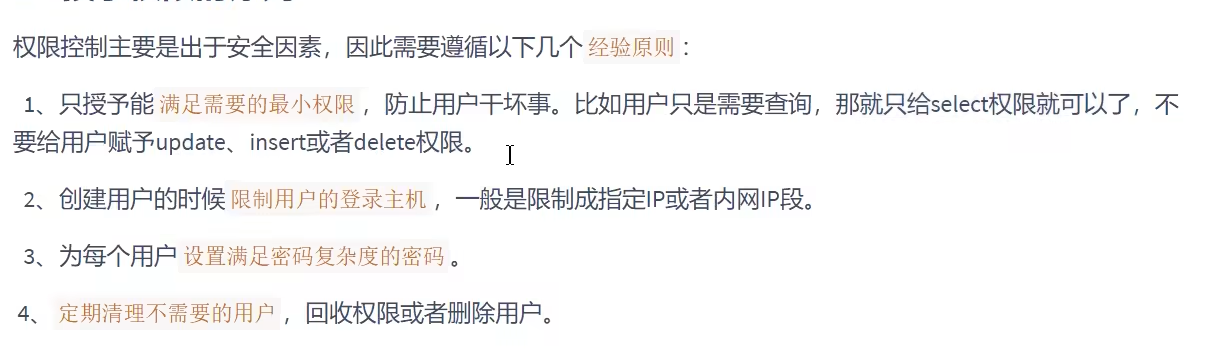 权限控制主要是出于安全因素，因此需要遵循以下几个 经验原则 ：
1、只授予能 满足需要的最小权限 ，防止用户干坏事。比如用户只是需要查询，那就只给select权限就可以了，不
要给用户赋予update、insert或者delete权限。
2、创建用户的时候 限制用户的登录主机 ，一般是限制成指定IP或者内网IP段。
3、为每个用户 设置满足密码复杂度的密码 。
4、 定期清理不需要的用户 ，回收权限或者删除用户。